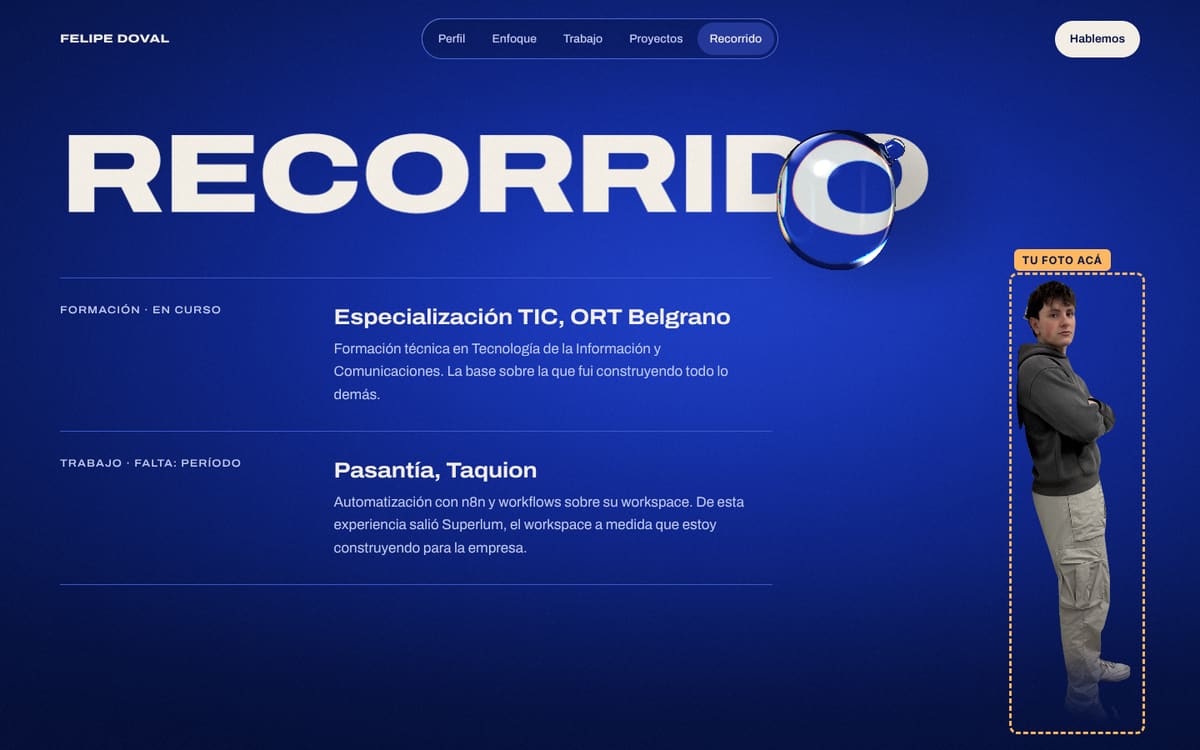 FELIPE DOVAL
Perfil
Enfoque
Trabajo
Proyectos
Recorrido
Hablemos
RECORRIDO
TU FOTO ACÁ
FORMACIÓN · EN CURSO
Especialización TIC, ORT Belgrano
Formación técnica en Tecnología de la Información y
Comunicaciones. La base sobre la que fui construyendo todo lo
demás.
TRABAJO · FALTA: PERÍODO
Pasantía, Taquion
Automatización con n8n y workflows sobre su workspace. De esta
experiencia salió Superlum, el workspace a medida que estoy
construyendo para la empresa.